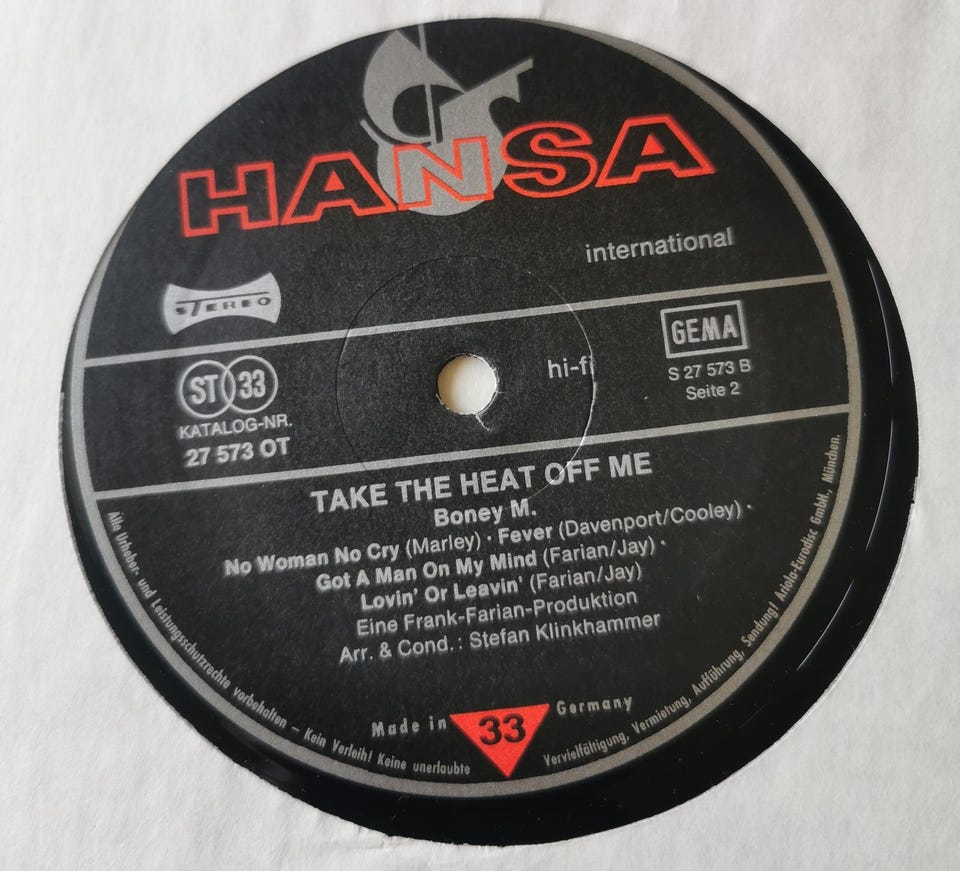 HANSA
international
STEREO
hi-fi
GEMA
ST 33
S 27 573 B
KATALOG-NR.
Seite 2
27 573 OT
TAKE THE HEAT OFF ME
Boney M.
No Woman No Cry (Marley) · Fever (Davenport/Cooley) ·
Got A Man On My Mind (Farian/Jay) ·
Lovin' Or Leavin' (Farian/Jay)
Eine Frank-Farian-Produktion
Arr. & Cond.: Stefan Klinkhammer
Made in Germany
33
Alle Urheber- und Leistungsschutzrechte vorbehalten – Kein Verleih! Keine unerlaubte Vervielfältigung, Vermietung, Aufführung, Sendung! Ariola-Eurodisc GmbH., München.